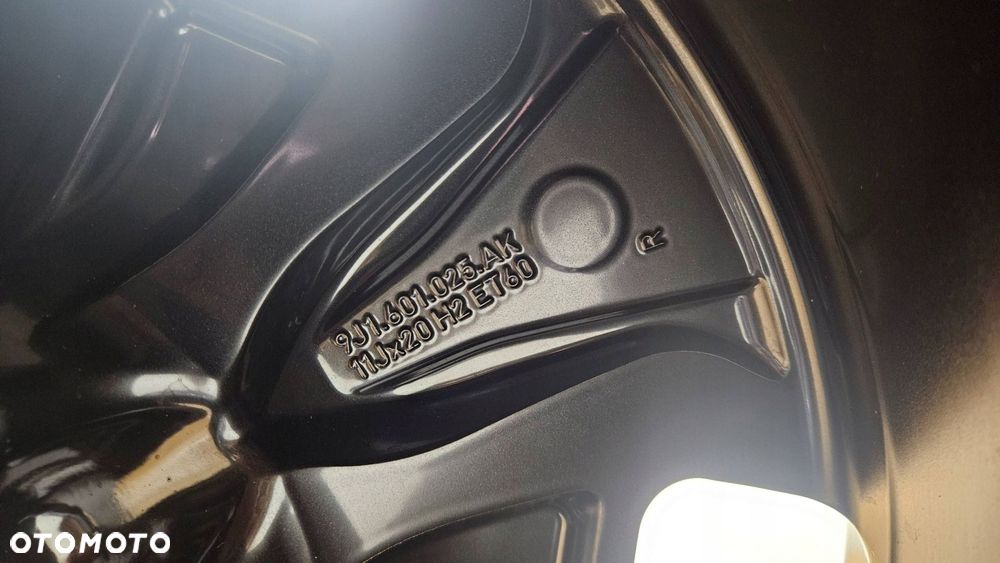 9J1.601.025.AK
11Jx20 H2 ET60
R
OTOMOTO